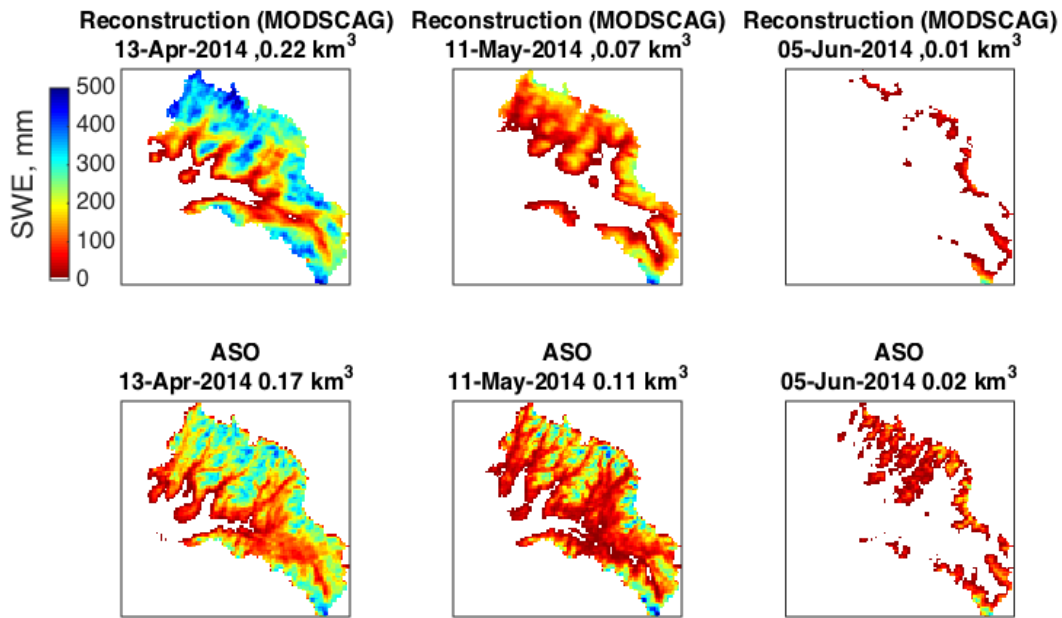 Reconstruction (MODSCAG)
13-Apr-2014 ,0.22 km³
Reconstruction (MODSCAG)
11-May-2014 ,0.07 km³
Reconstruction (MODSCAG)
05-Jun-2014 ,0.01 km³
SWE, mm
500
400
300
200
100
0
ASO
13-Apr-2014 0.17 km³
ASO
11-May-2014 0.11 km³
ASO
05-Jun-2014 0.02 km³